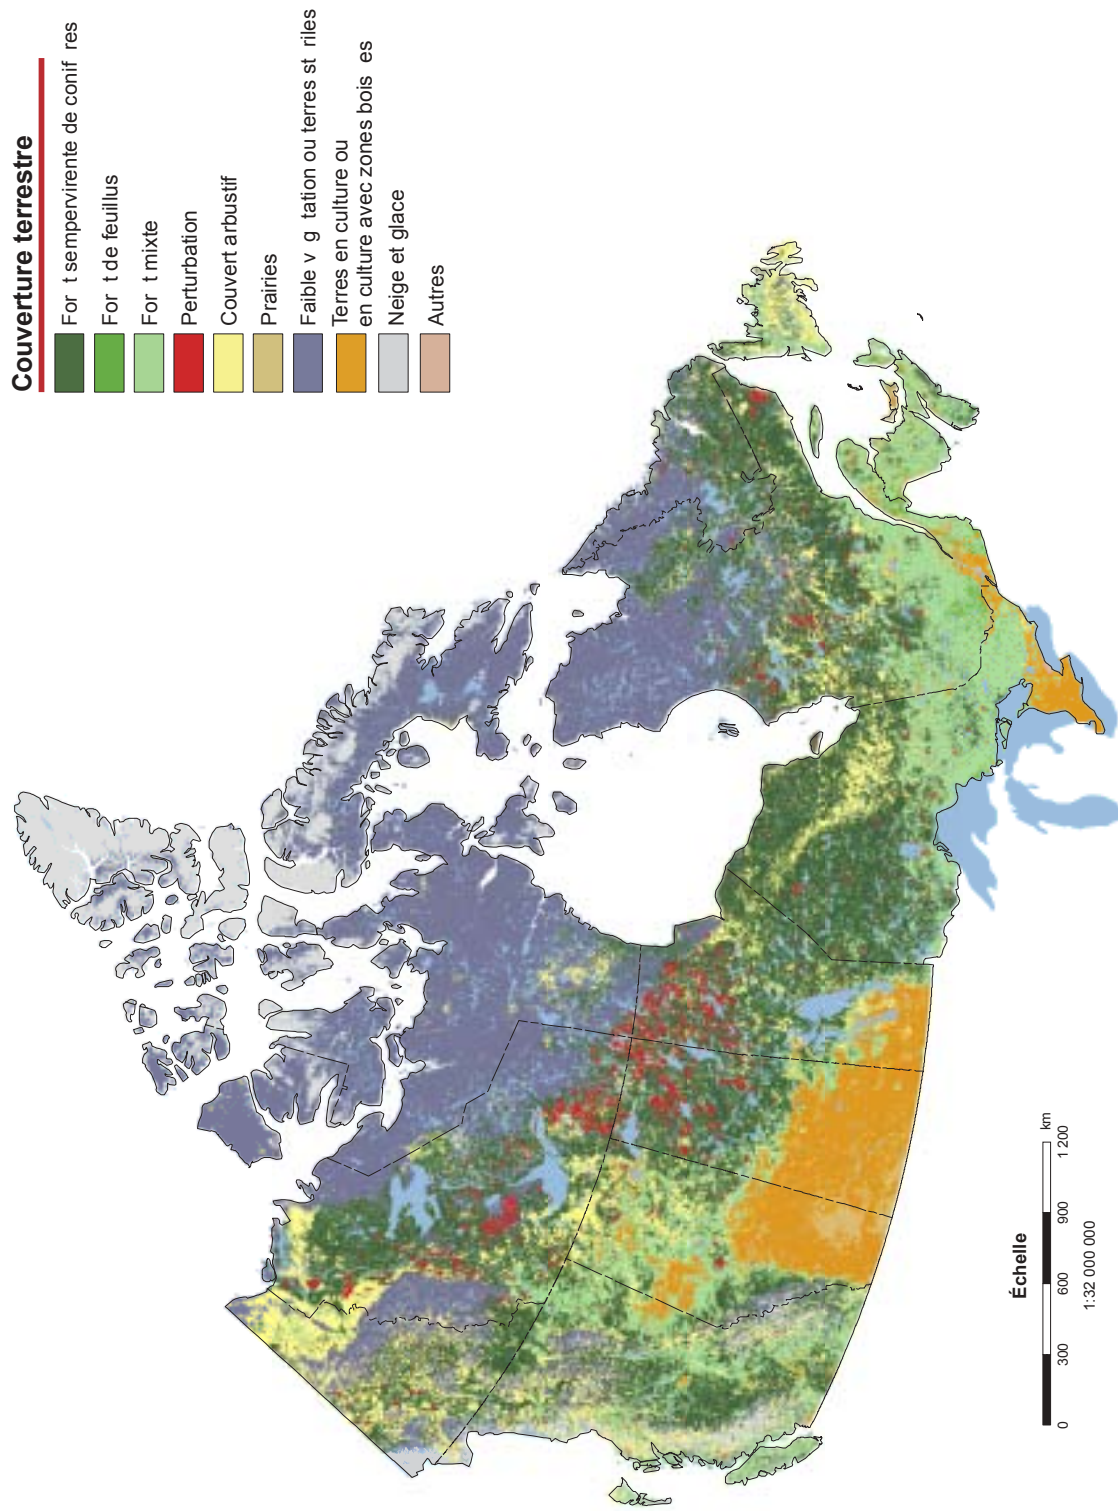 Couverture terrestre
For t sempervirente de conif res
For t de feuillus
For t mixte
Perturbation
Couvert arbustif
Prairies
Faible v g tation ou terres st riles
Terres en culture ou
en culture avec zones bois es
Neige et glace
Autres
Échelle
km
0 300 600 900 1 200
1:32 000 000